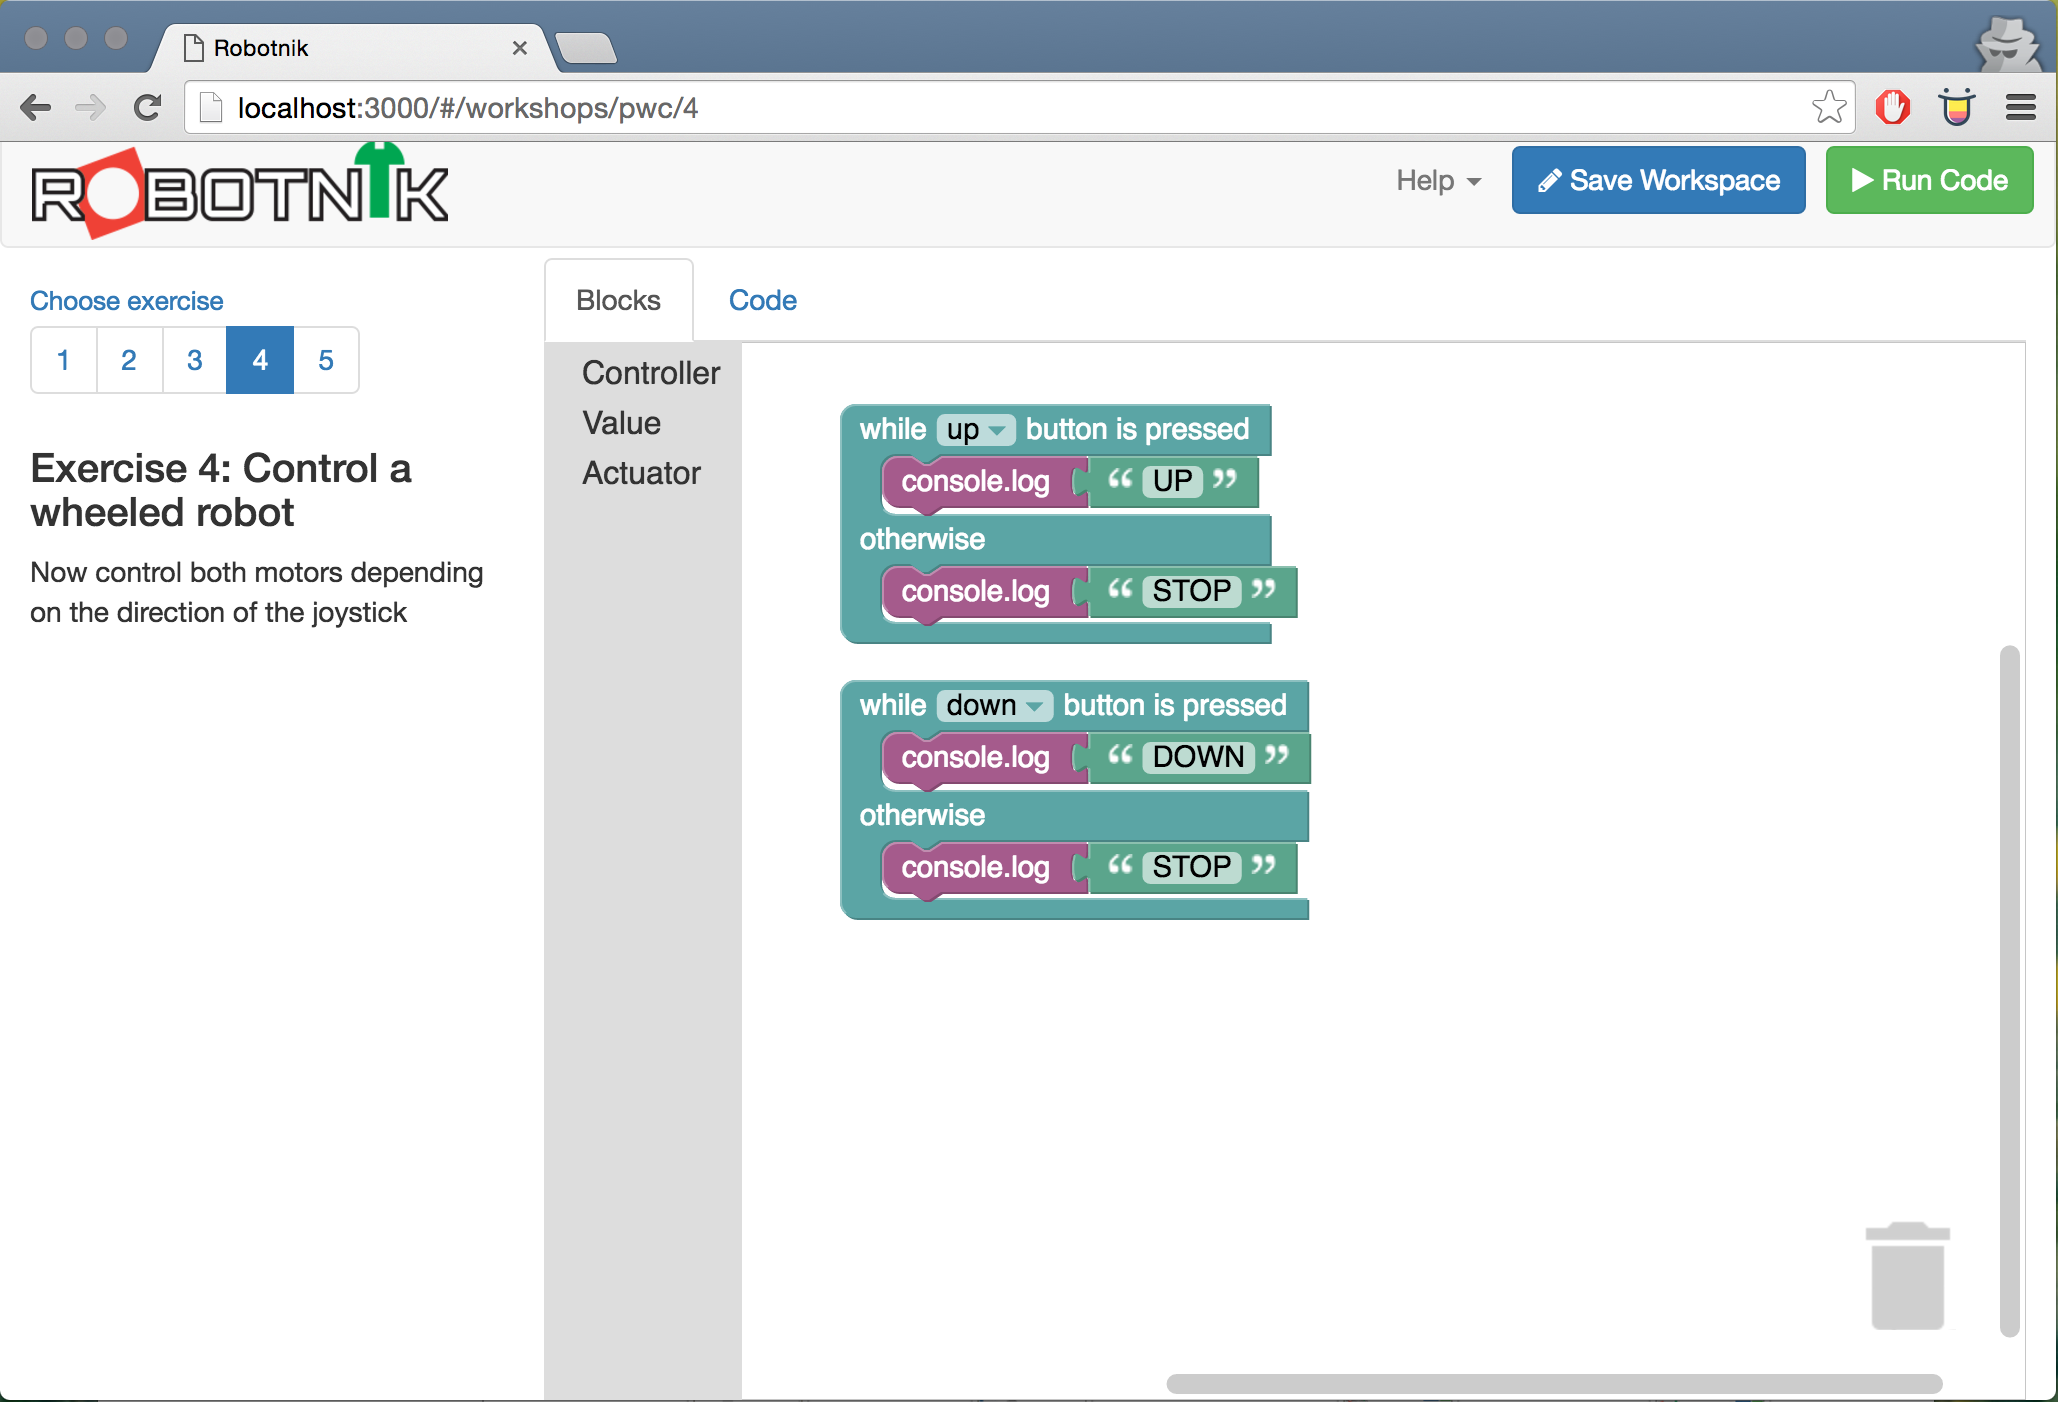 Robotnik
localhost:3000/#/workshops/pwc/4
ROBOTNIK
Help
Save Workspace
Run Code
Choose exercise
1 2 3 4 5
Exercise 4: Control a
wheeled robot
Now control both motors depending
on the direction of the joystick
Blocks
Code
Controller
Value
Actuator
while up button is pressed
console.log “ UP ”
otherwise
console.log “ STOP ”
while down button is pressed
console.log “ DOWN ”
otherwise
console.log “ STOP ”